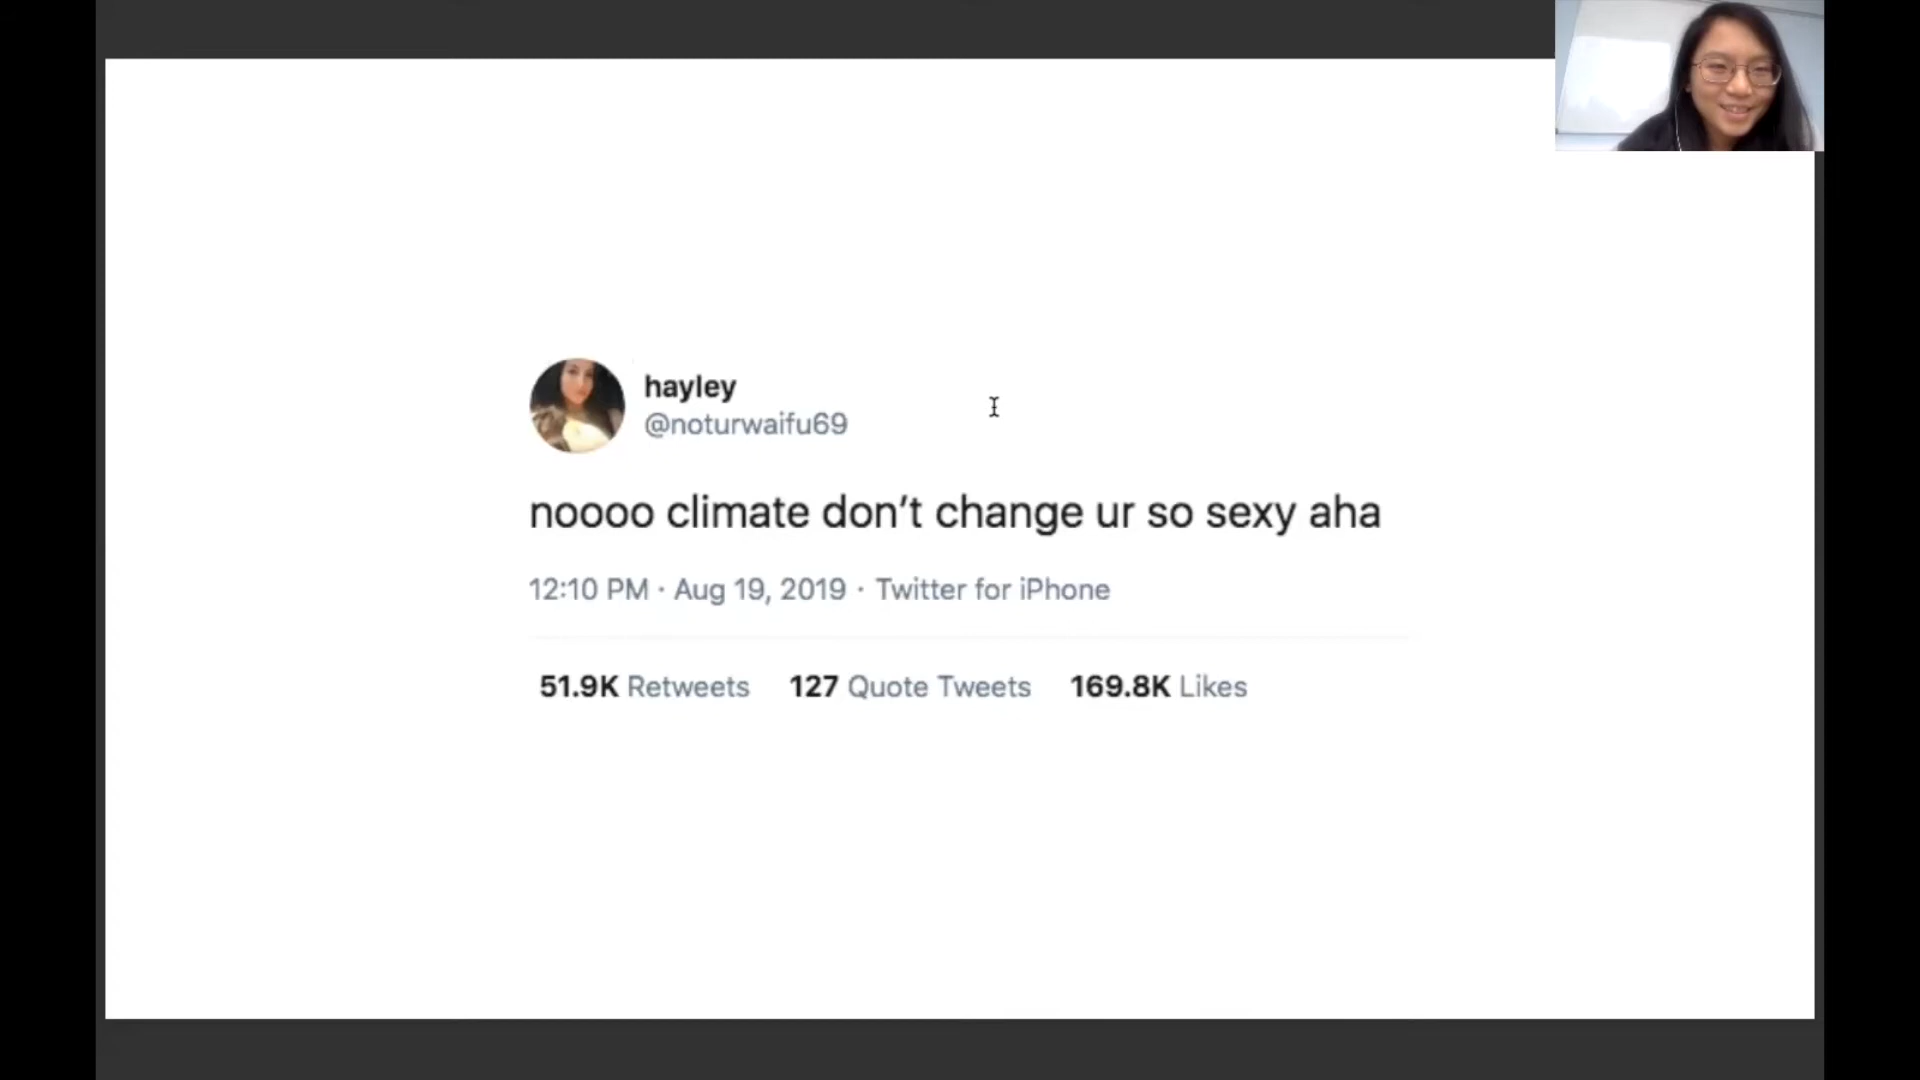 hayley
@noturwaifu69
noooo climate don’t change ur so sexy aha
12:10 PM · Aug 19, 2019 · Twitter for iPhone
51.9K Retweets 127 Quote Tweets 169.8K Likes